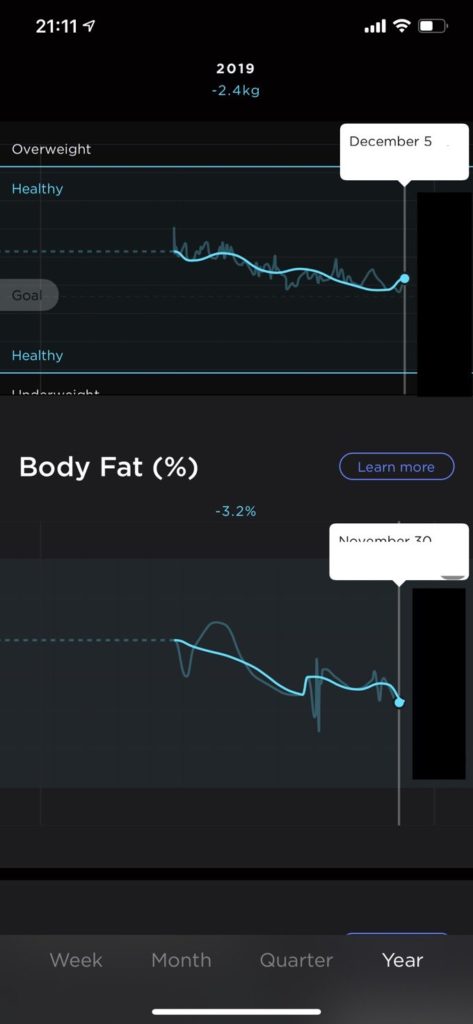 21:11
2019
-2.4kg
December 5
Overweight
Healthy
Goal
Healthy
Underweight
Body Fat (%)
Learn more
-3.2%
November 30
Week
Month
Quarter
Year